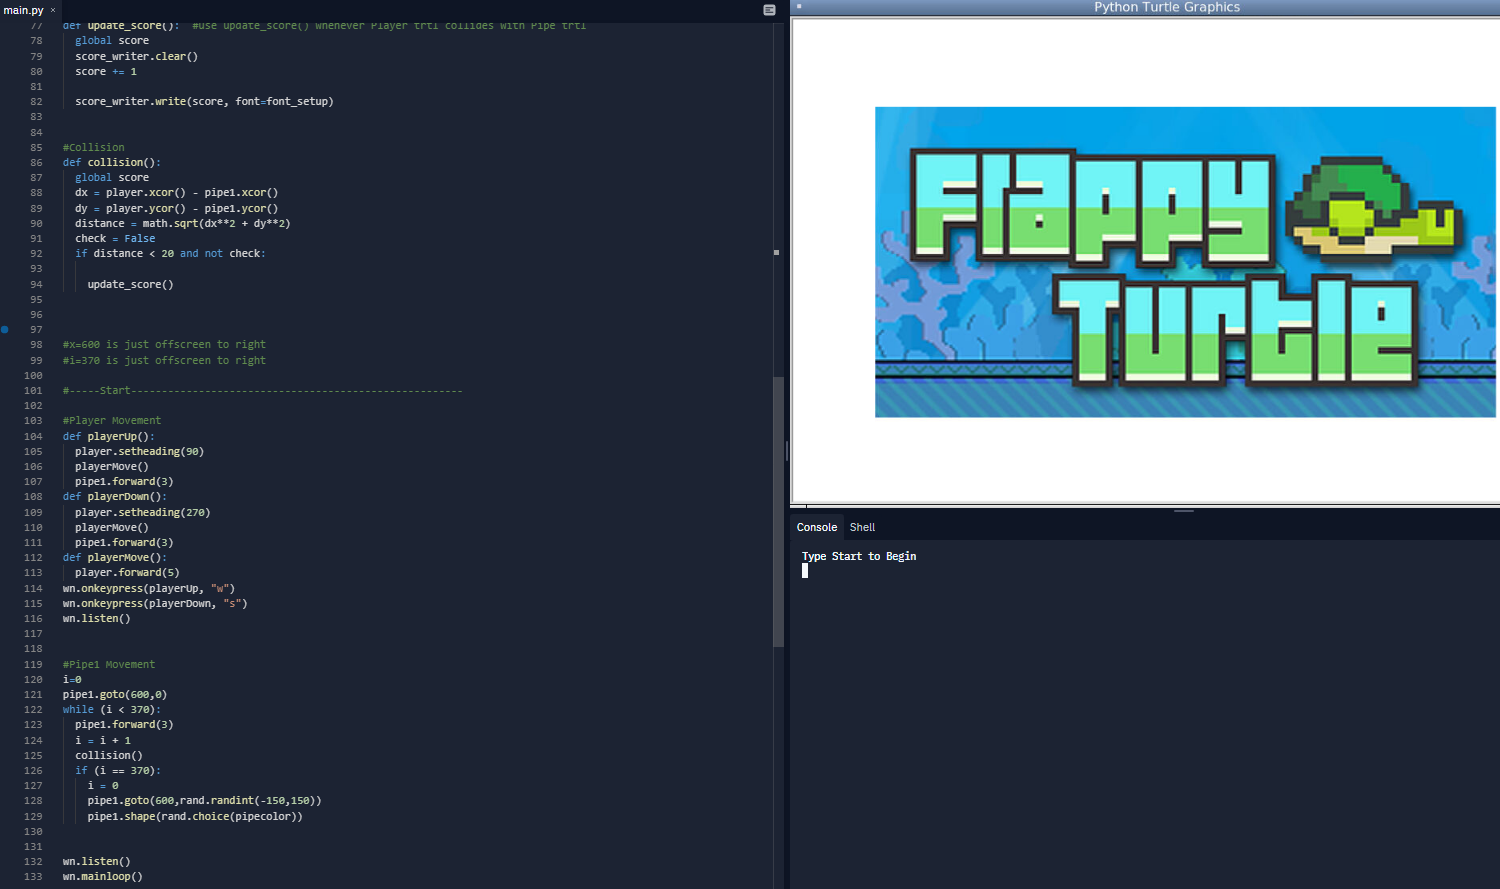 main.py ×
77 def update_score():  #use update_score() whenever Player trtl collides with Pipe trtl
78 global score
79 score_writer.clear()
80 score += 1
81
82 score_writer.write(score, font=font_setup)
83
84
85 #Collision
86 def collision():
87 global score
88 dx = player.xcor() - pipe1.xcor()
89 dy = player.ycor() - pipe1.ycor()
90 distance = math.sqrt(dx**2 + dy**2)
91 check = False
92 if distance < 20 and not check:
93
94 update_score()
95
96
97
98 #x=600 is just offscreen to right
99 #i=370 is just offscreen to right
100
101 #-----Start-----------------------------------------------------
102
103 #Player Movement
104 def playerUp():
105 player.setheading(90)
106 playerMove()
107 pipe1.forward(3)
108 def playerDown():
109 player.setheading(270)
110 playerMove()
111 pipe1.forward(3)
112 def playerMove():
113 player.forward(5)
114 wn.onkeypress(playerUp, "w")
115 wn.onkeypress(playerDown, "s")
116 wn.listen()
117
118
119 #Pipe1 Movement
120 i=0
121 pipe1.goto(600,0)
122 while (i < 370):
123 pipe1.forward(3)
124 i = i + 1
125 collision()
126 if (i == 370):
127 i = 0
128 pipe1.goto(600,rand.randint(-150,150))
129 pipe1.shape(rand.choice(pipecolor))
130
131
132 wn.listen()
133 wn.mainloop()
Python Turtle Graphics
Flappy
Turtle
Console Shell
Type Start to Begin